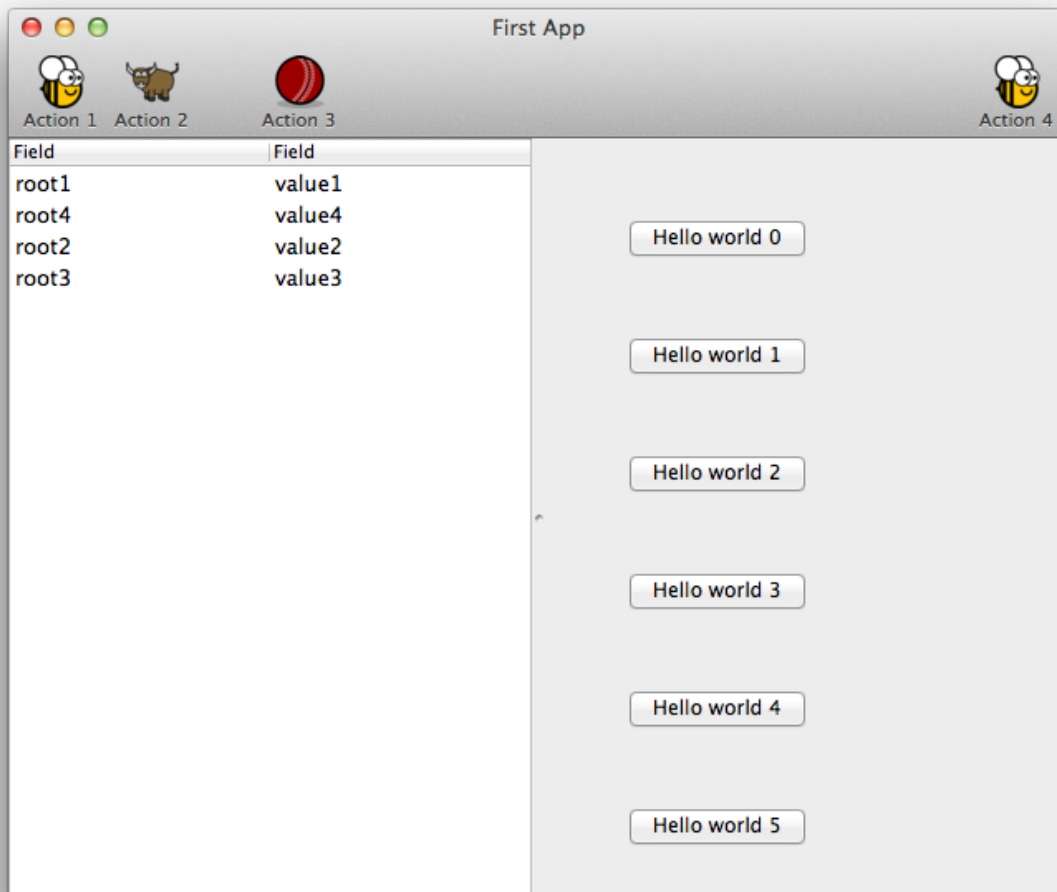 First App
Action 1 Action 2 Action 3 Action 4
Field Field
root1 value1
root4 value4
root2 value2
root3 value3
Hello world 0
Hello world 1
Hello world 2
Hello world 3
Hello world 4
Hello world 5